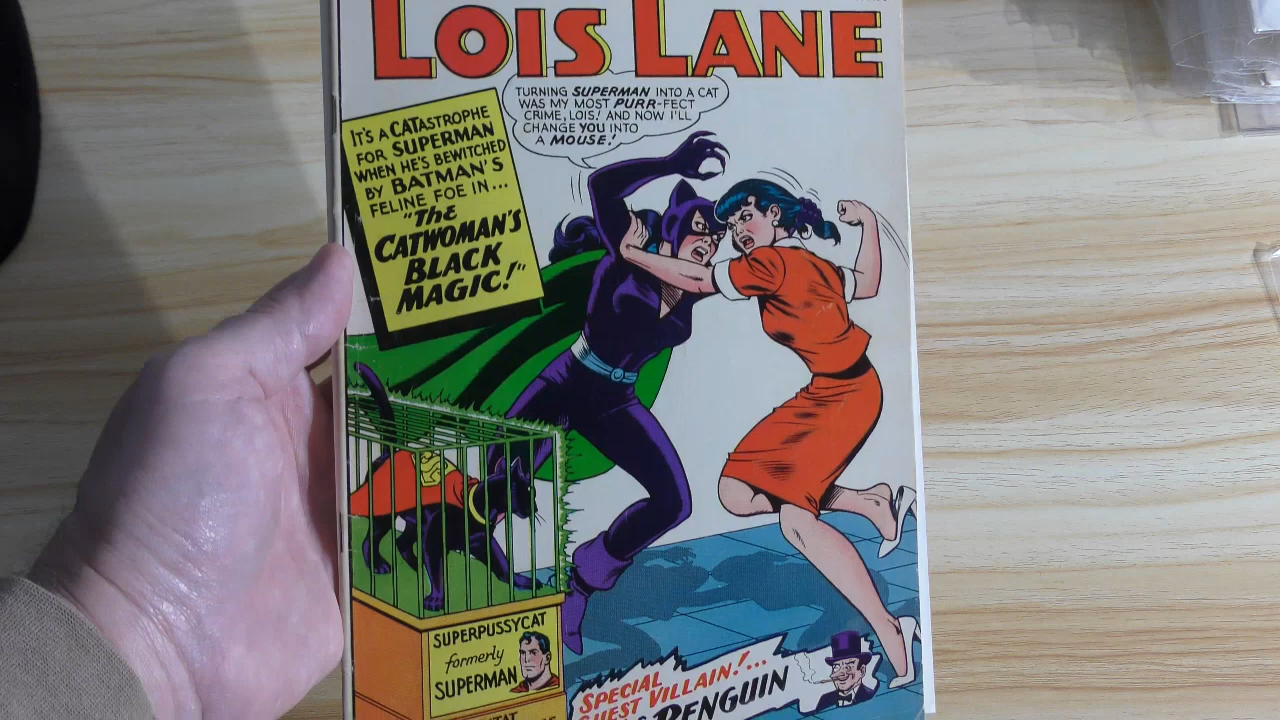 LOIS LANE
TURNING SUPERMAN INTO A CAT
WAS MY MOST PURR-FECT
CRIME, LOIS! AND NOW I'LL
CHANGE YOU INTO
A MOUSE!
IT'S A CATASTROPHE
FOR SUPERMAN
WHEN HE'S BEWITCHED
BY BATMAN'S
FELINE FOE IN...
"THE
CATWOMAN'S
BLACK
MAGIC!"
SUPERPUSSYCAT
formerly
SUPERMAN
SPECIAL
GUEST VILLAIN!...
PENGUIN